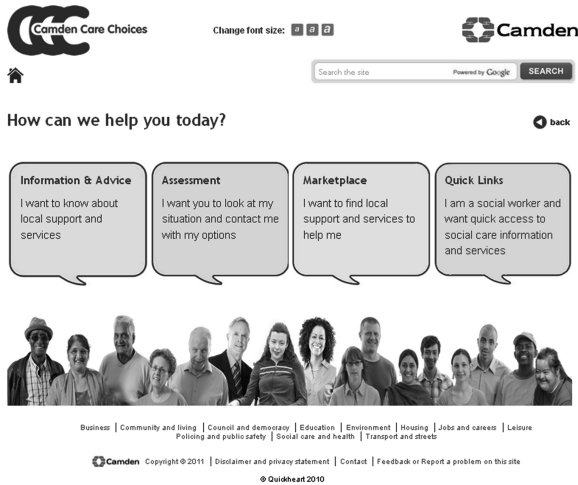 Camden Care Choices
Change font size: a a a
Camden
Search the site
Powered by Google
SEARCH
How can we help you today?
back
Information & Advice
I want to know about
local support and
services
Assessment
I want you to look at my
situation and contact me
with my options
Marketplace
I want to find local
support and services to
help me
Quick Links
I am a social worker and
want quick access to
social care information
and services
Business | Community and living | Council and democracy | Education | Environment | Housing | Jobs and careers | Leisure
Policing and public safety | Social care and health | Transport and streets
Camden Copyright © 2011 | Disclaimer and privacy statement | Contact | Feedback or Report a problem on this site
© Quickheart 2010